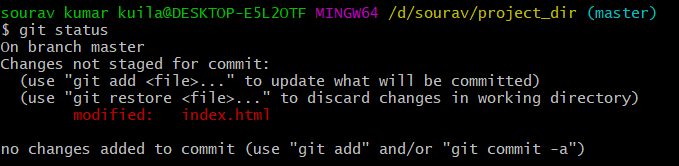 sourav kumar kuila@DESKTOP-E5L2OTF MINGW64 /d/sourav/project_dir (master)
$ git status
On branch master
Changes not staged for commit:
  (use "git add <file>..." to update what will be committed)
  (use "git restore <file>..." to discard changes in working directory)
        modified:   index.html
no changes added to commit (use "git add" and/or "git commit -a")